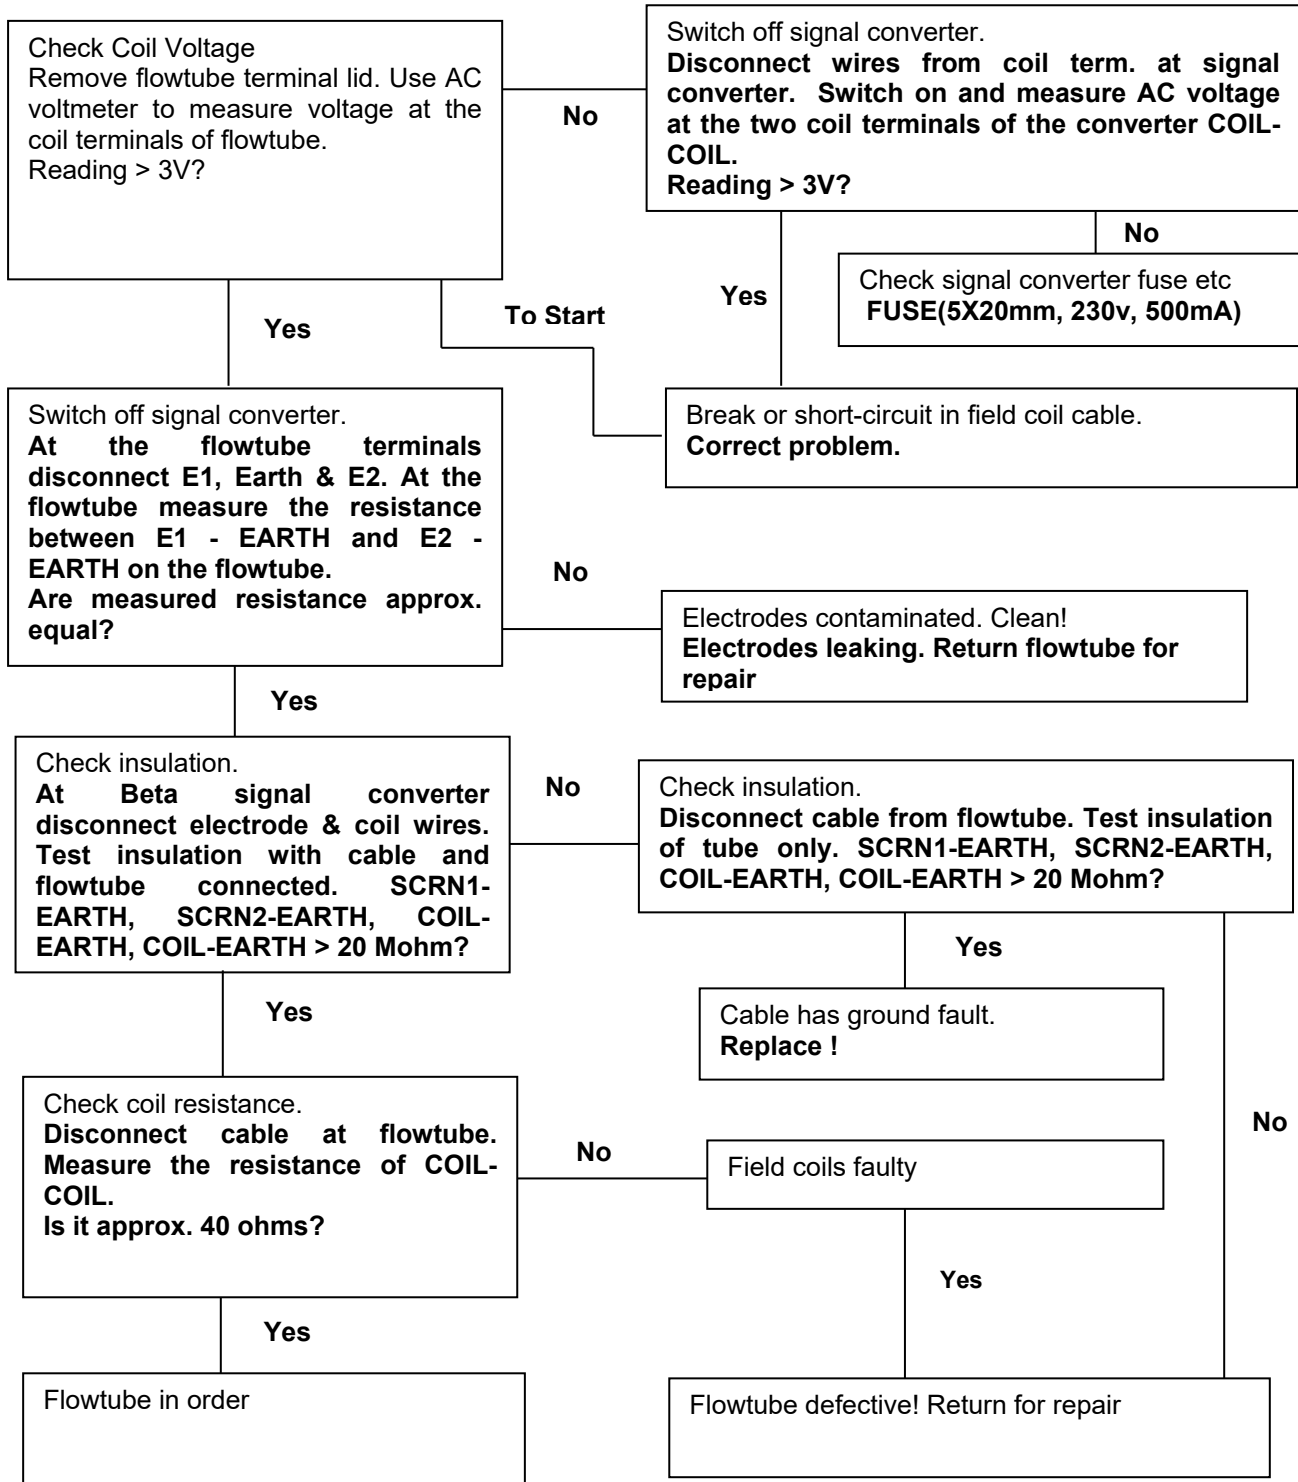 Check Coil Voltage
Remove flowtube terminal lid. Use AC
voltmeter to measure voltage at the
coil terminals of flowtube.
Reading > 3V?
No
Switch off signal converter.
Disconnect wires from coil term. at signal
converter. Switch on and measure AC voltage
at the two coil terminals of the converter COIL-
COIL.
Reading > 3V?
No
Check signal converter fuse etc
FUSE(5X20mm, 230v, 500mA)
Yes
To Start
Yes
Break or short-circuit in field coil cable.
Correct problem.
Switch off signal converter.
At the flowtube terminals
disconnect E1, Earth & E2. At the
flowtube measure the resistance
between E1 - EARTH and E2 -
EARTH on the flowtube.
Are measured resistance approx.
equal?
No
Electrodes contaminated. Clean!
Electrodes leaking. Return flowtube for
repair
Yes
Check insulation.
At Beta signal converter
disconnect electrode & coil wires.
Test insulation with cable and
flowtube connected. SCRN1-
EARTH, SCRN2-EARTH, COIL-
EARTH, COIL-EARTH > 20 Mohm?
No
Check insulation.
Disconnect cable from flowtube. Test insulation
of tube only. SCRN1-EARTH, SCRN2-EARTH,
COIL-EARTH, COIL-EARTH > 20 Mohm?
Yes
Cable has ground fault.
Replace !
Yes
No
Check coil resistance.
Disconnect cable at flowtube.
Measure the resistance of COIL-
COIL.
Is it approx. 40 ohms?
No
Field coils faulty
Yes
Yes
Flowtube in order
Flowtube defective! Return for repair